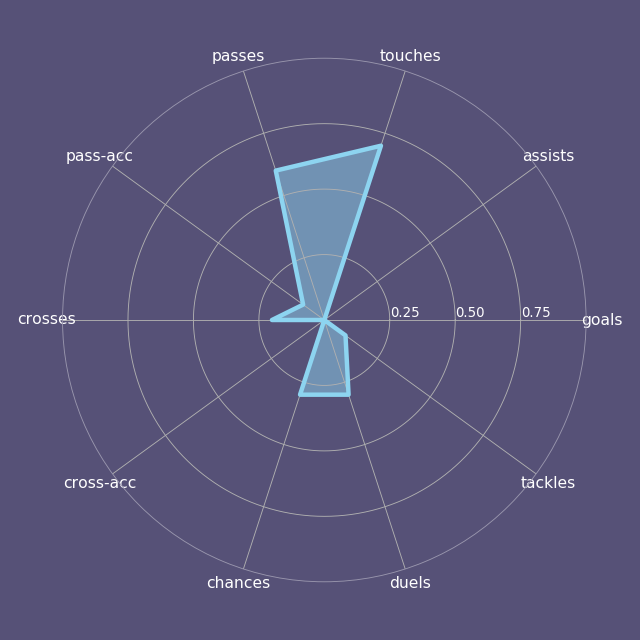 passes touches
pass-acc assists
0.25 0.50 0.75
crosses goals
cross-acc tackles
chances duels